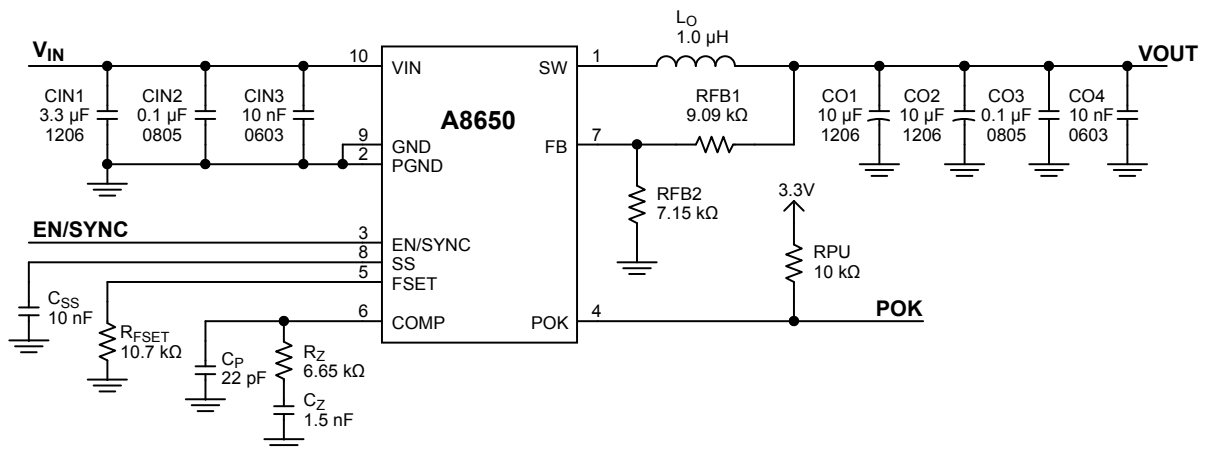 VIN
CIN1
3.3 µF
1206
CIN2
0.1 µF
0805
CIN3
10 nF
0603
10
VIN
9
GND
2
PGND
A8650
EN/SYNC
3
EN/SYNC
8
SS
5
FSET
6
COMP
CSS
10 nF
RFSET
10.7 kΩ
CP
22 pF
RZ
6.65 kΩ
CZ
1.5 nF
SW
1
LO
1.0 µH
FB
7
RFB1
9.09 kΩ
RFB2
7.15 kΩ
VOUT
CO1
10 µF
1206
CO2
10 µF
1206
CO3
0.1 µF
0805
CO4
10 nF
0603
3.3V
RPU
10 kΩ
POK
4
POK